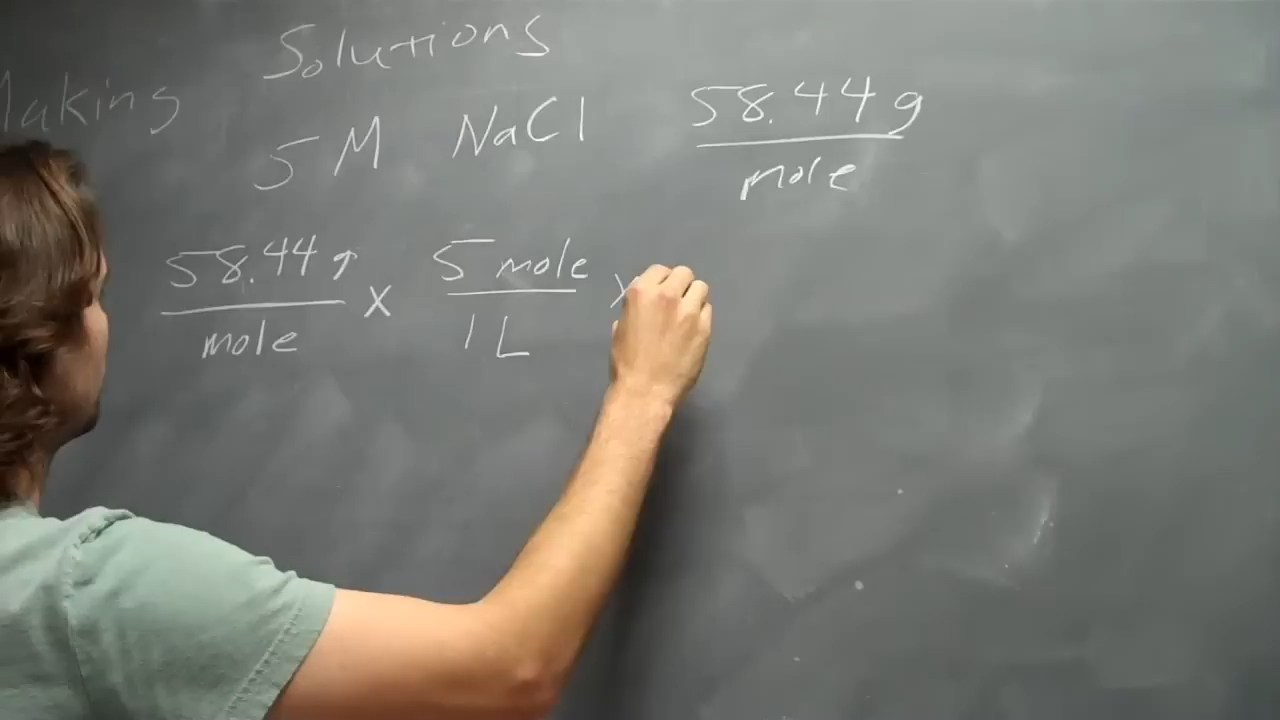 Making Solutions
5 M NaCl 58.44 g
mole
58.44 g x 5 mole x
mole 1 L